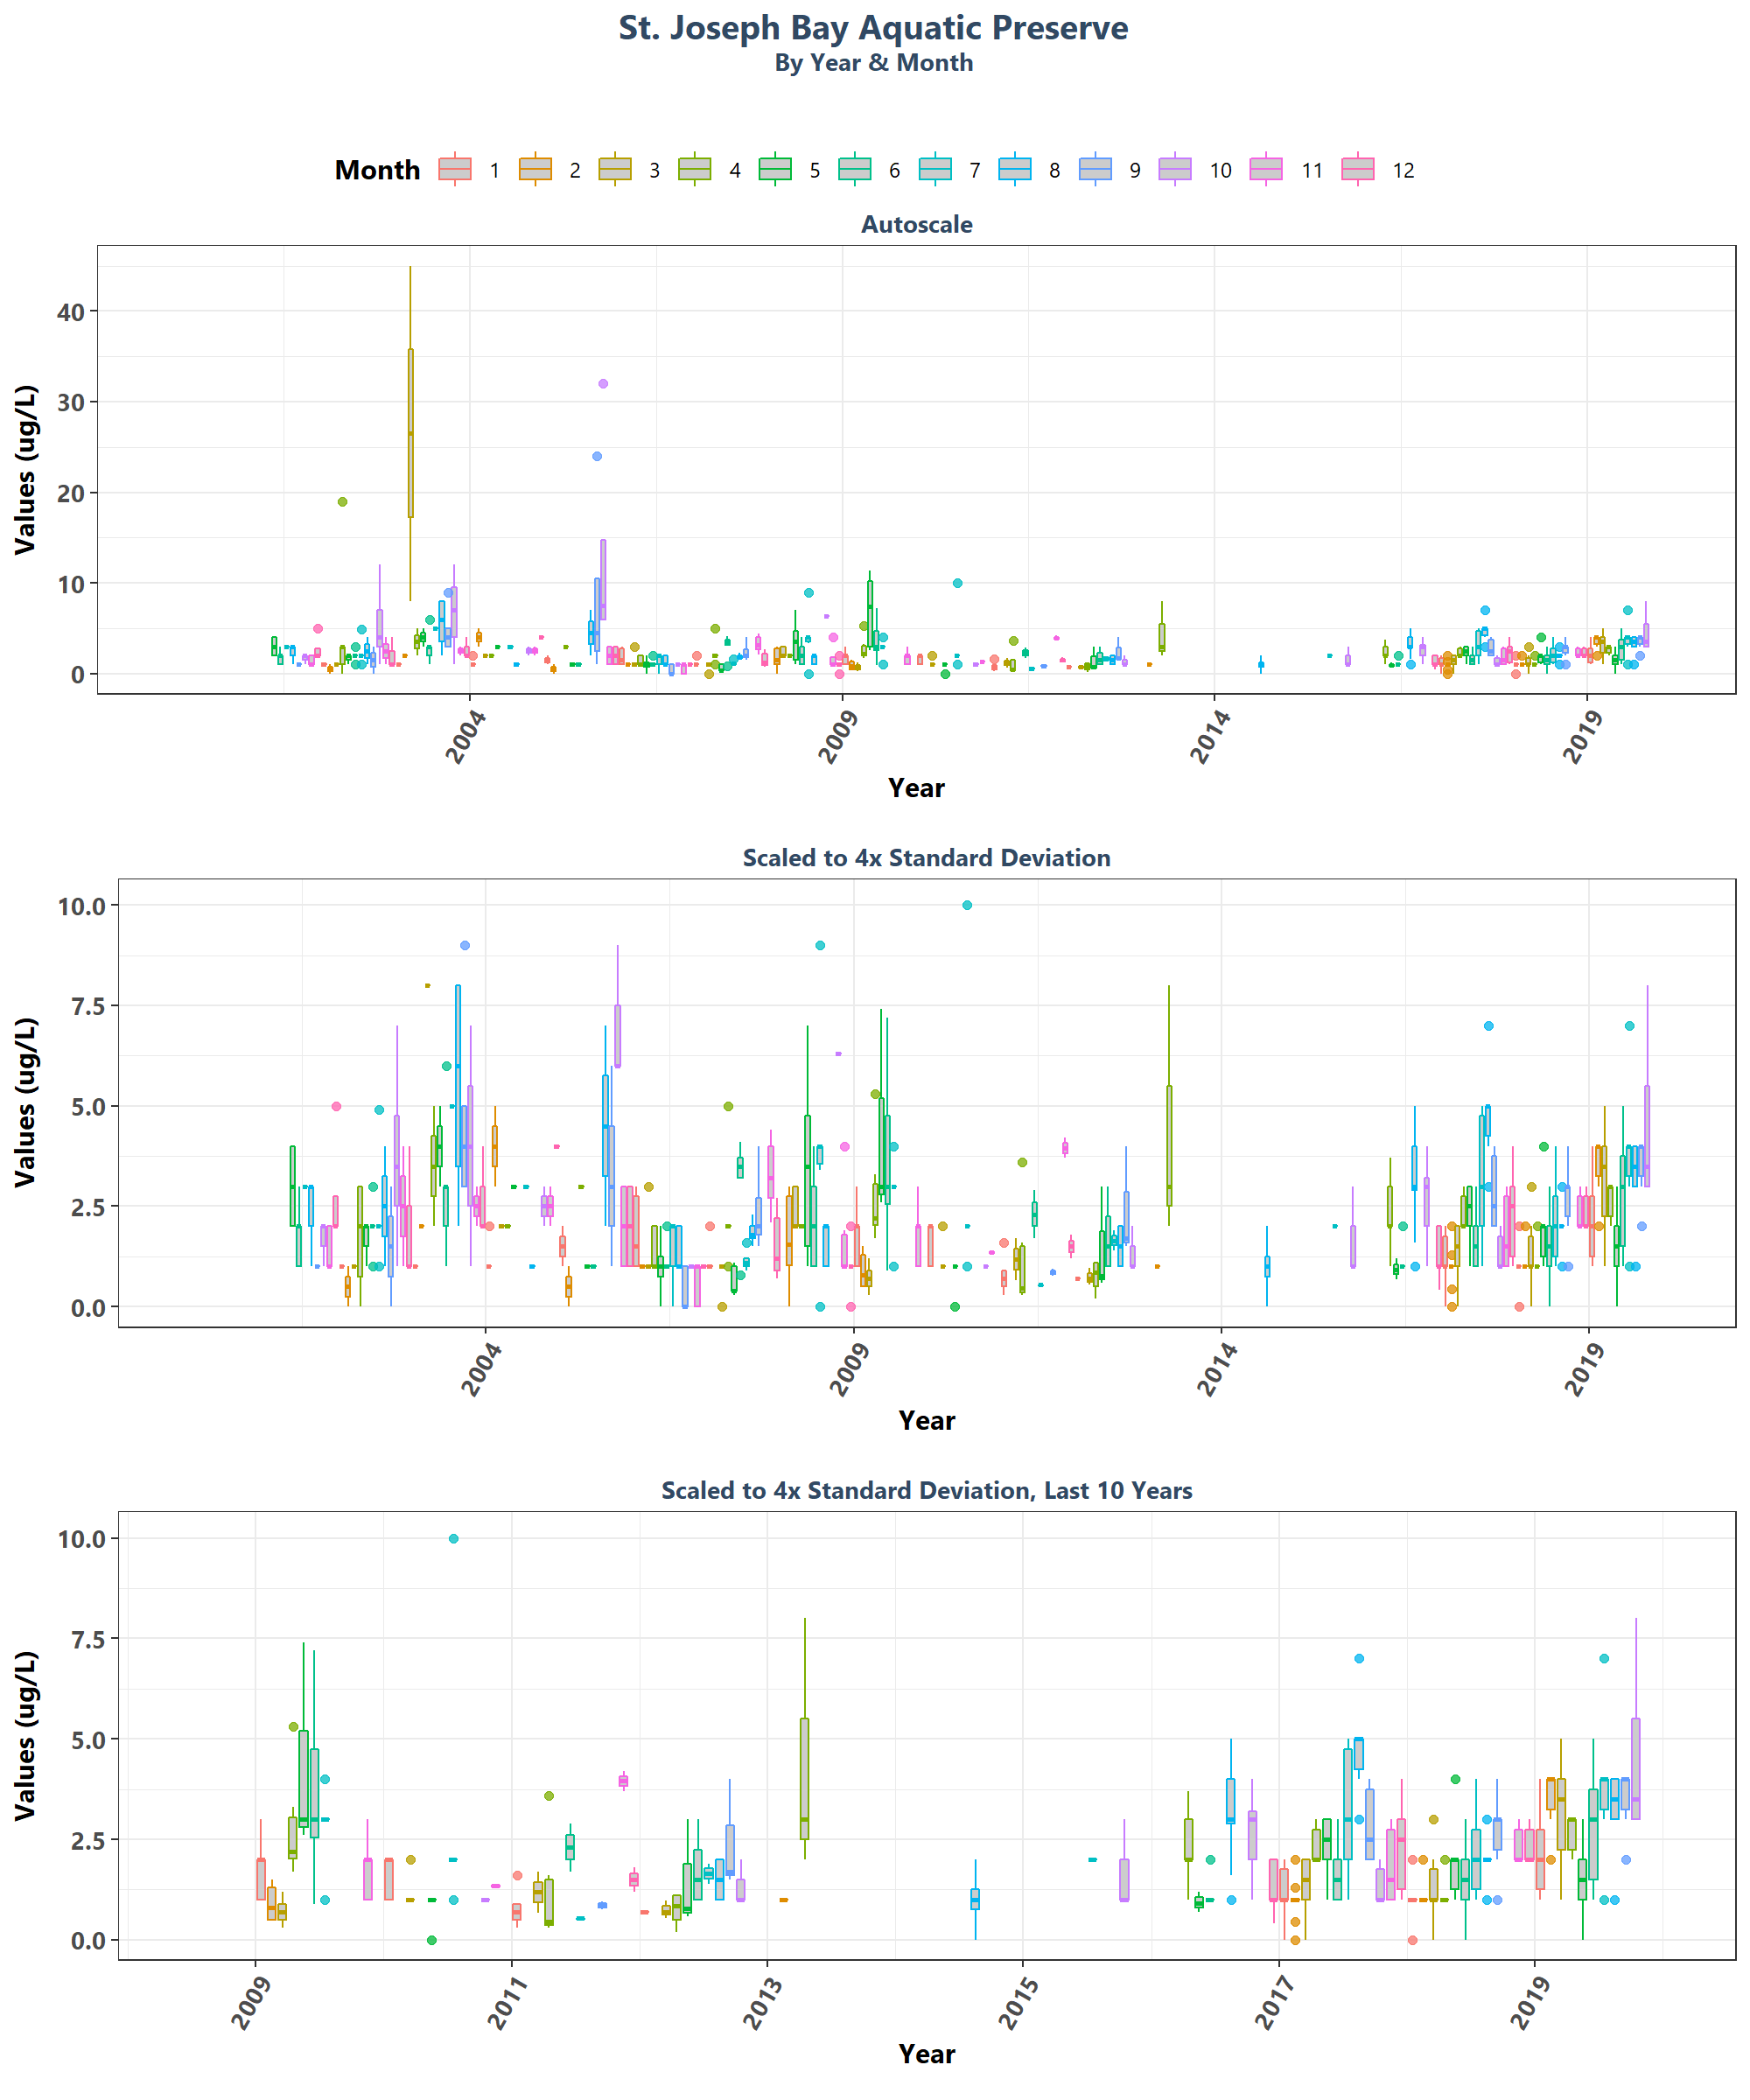 St. Joseph Bay Aquatic Preserve
By Year & Month
Month 1 2 3 4 5 6 7 8 9 10 11 12
Autoscale
Values (ug/L)
40
30
20
10
0
2004 2009 2014 2019
Year
Scaled to 4x Standard Deviation
Values (ug/L)
10.0
7.5
5.0
2.5
0.0
2004 2009 2014 2019
Year
Scaled to 4x Standard Deviation, Last 10 Years
Values (ug/L)
10.0
7.5
5.0
2.5
0.0
2009 2011 2013 2015 2017 2019
Year